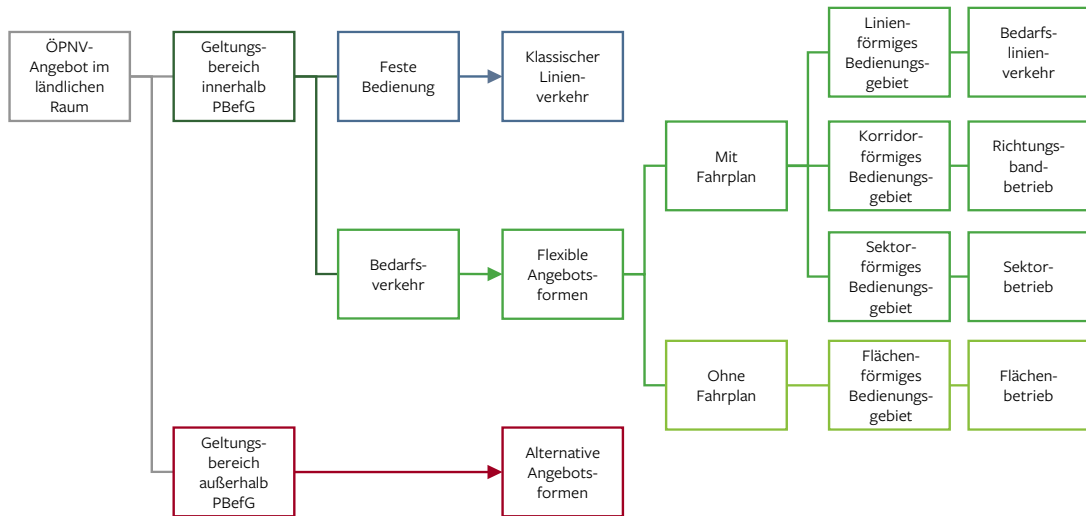 ÖPNV-
Angebot im
ländlichen
Raum
Geltungs-
bereich
innerhalb
PBefG
Feste
Bedienung
Klassischer
Linien-
verkehr
Linien-
förmiges
Bedienungs-
gebiet
Bedarfs-
linien-
verkehr
Mit
Fahrplan
Korridor-
förmiges
Bedienungs-
gebiet
Richtungs-
band-
betrieb
Bedarfs-
verkehr
Flexible
Angebots-
formen
Sektor-
förmiges
Bedienungs-
gebiet
Sektor-
betrieb
Ohne
Fahrplan
Flächen-
förmiges
Bedienungs-
gebiet
Flächen-
betrieb
Geltungs-
bereich
außerhalb
PBefG
Alternative
Angebots-
formen